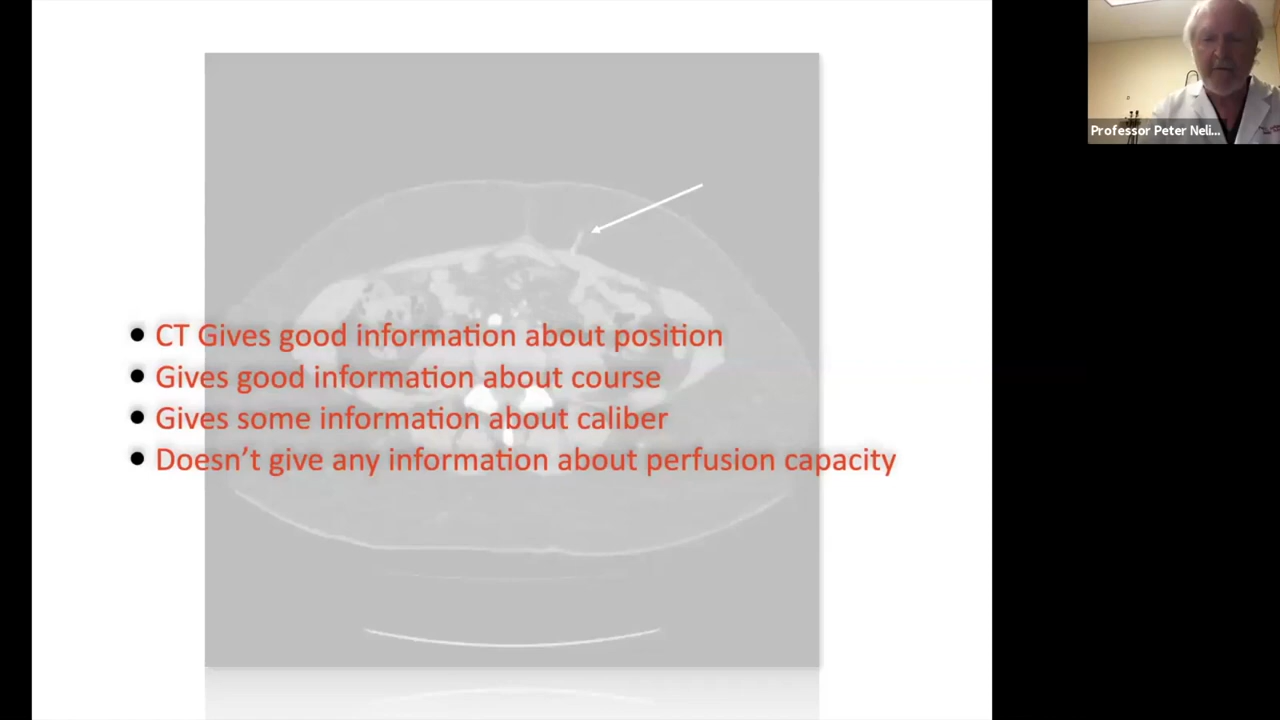 Professor Peter Neli...
CT Gives good information about position
Gives good information about course
Gives some information about caliber
Doesn't give any information about perfusion capacity